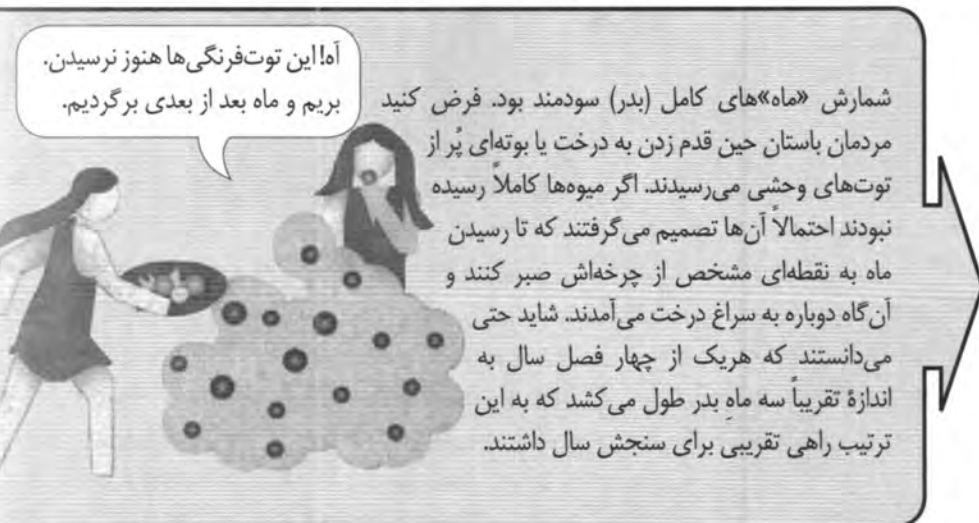 آه! این توت‌فرنگی‌ها هنوز نرسیدن.
بریم و ماه بعد از بعدی برگردیم.
شمارش «ماه»های کامل (بدر) سودمند بود. فرض کنید
مردمان باستان حین قدم زدن به درخت یا بوته‌ای پُر از
توت‌های وحشی می‌رسیدند. اگر میوه‌ها کاملاً رسیده
نبودند احتمالاً آن‌ها تصمیم می‌گرفتند که تا رسیدن
ماه به نقطه‌ای مشخص از چرخه‌اش صبر کنند و
آن‌گاه دوباره به سراغ درخت می‌آمدند. شاید حتی
می‌دانستند که هریک از چهار فصل سال به
اندازهٔ تقریباً سه ماهِ بدر طول می‌کشد که به این
ترتیب راهی تقریبی برای سنجش سال داشتند.